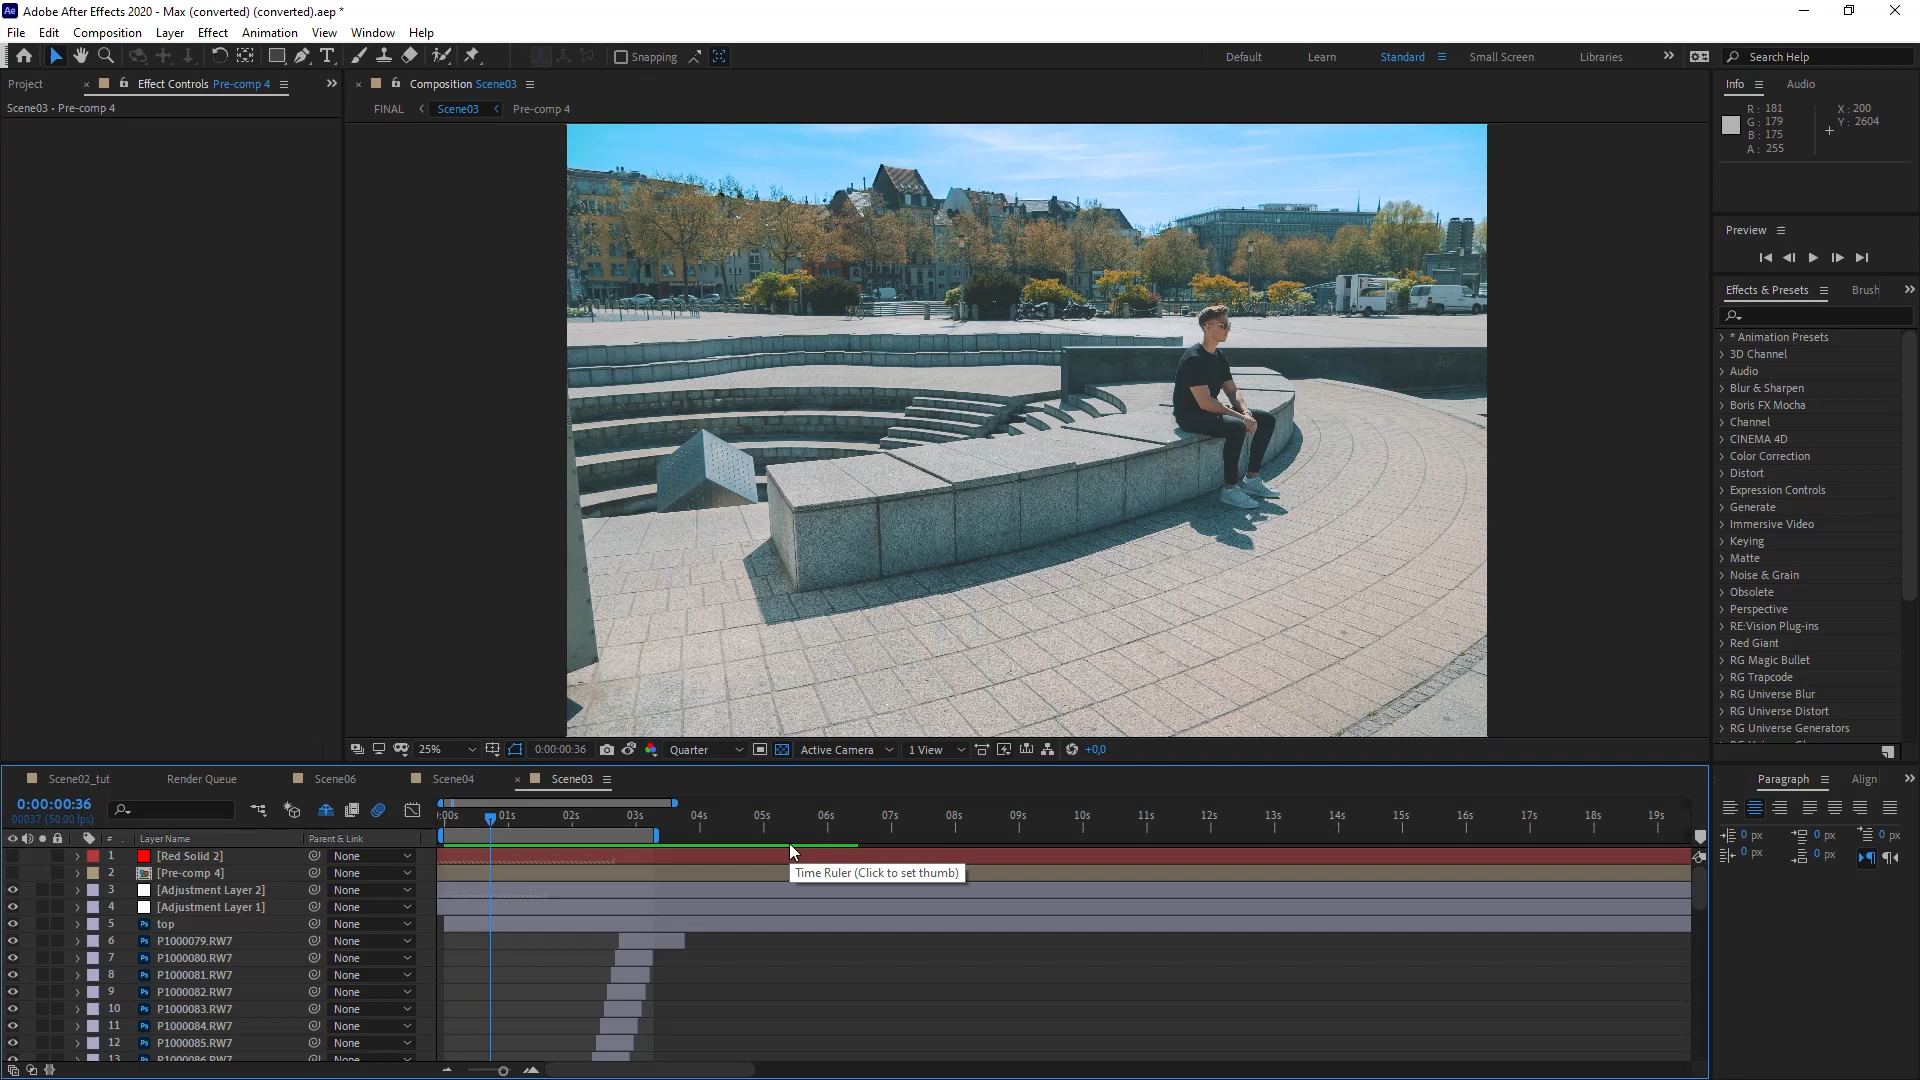 Adobe After Effects 2020 - Max (converted) (converted).aep *
File Edit Composition Layer Effect Animation View Window Help
Snapping
Default Learn Standard Small Screen Libraries
Search Help
Project Effect Controls Pre-comp 4
Composition Scene03
Info Audio
Scene03 • Pre-comp 4
FINAL Scene03 Pre-comp 4
R: 181
G: 179
B: 175
A: 255
X: 200
Y: 2604
Preview
Effects & Presets Brush
* Animation Presets
3D Channel
Audio
Blur & Sharpen
Boris FX Mocha
Channel
CINEMA 4D
Color Correction
Distort
Expression Controls
Generate
Immersive Video
Keying
Matte
Noise & Grain
Obsolete
Perspective
RE:Vision Plug-ins
Red Giant
RG Magic Bullet
RG Trapcode
RG Universe Blur
RG Universe Distort
RG Universe Generators
25% 0:00:00:36 Quarter Active Camera 1 View +0,0
Scene02_tut Render Queue Scene06 Scene04 Scene03
Paragraph Align
0:00:00:36
00037 (50.00 fps)
:00s 01s 02s 03s 04s 05s 06s 07s 08s 09s 10s 11s 12s 13s 14s 15s 16s 17s 18s 19s
0 px 0 px 0 px
0 px 0 px
# Layer Name Parent & Link
1 [Red Solid 2] None
2 [Pre-comp 4] None
Time Ruler (Click to set thumb)
3 [Adjustment Layer 2] None
4 [Adjustment Layer 1] None
5 Ps top None
6 Ps P1000079.RW7 None
7 Ps P1000080.RW7 None
8 Ps P1000081.RW7 None
9 Ps P1000082.RW7 None
10 Ps P1000083.RW7 None
11 Ps P1000084.RW7 None
12 Ps P1000085.RW7 None
13 Ps P1000086.RW7 None